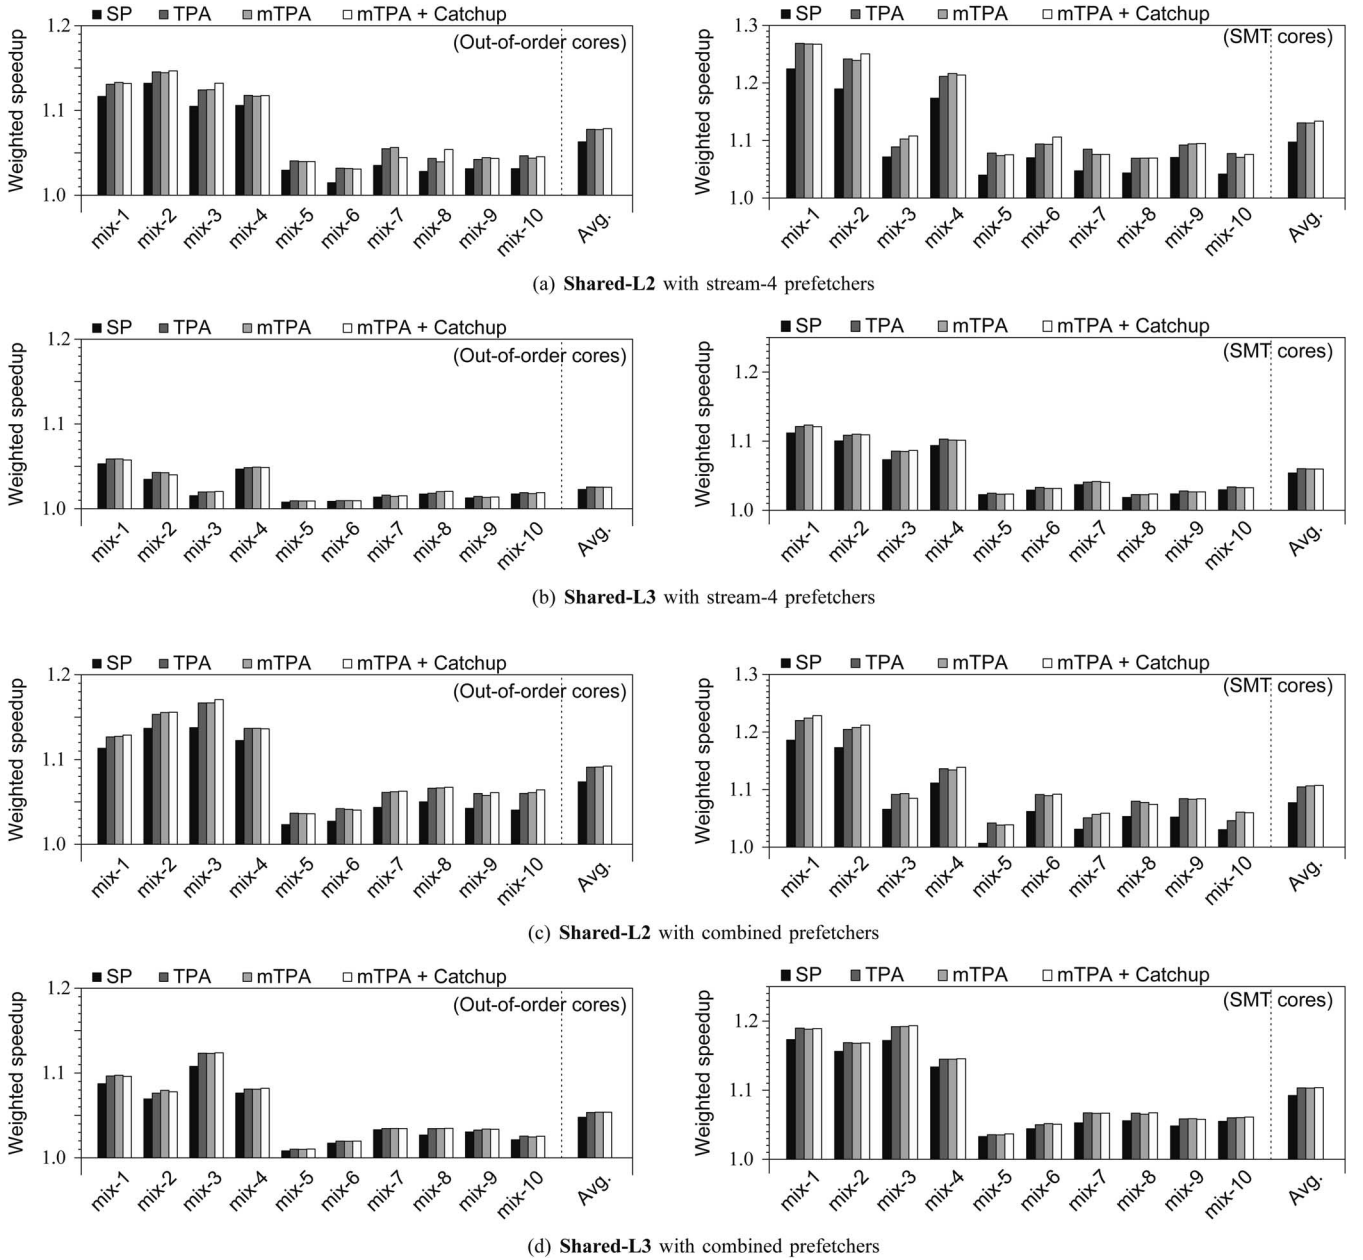 SP TPA mTPA mTPA + Catchup
1.2
(Out-of-order cores)
Weighted speedup
1.1
1.0
mix-1 mix-2 mix-3 mix-4 mix-5 mix-6 mix-7 mix-8 mix-9 mix-10 Avg.
SP TPA mTPA mTPA + Catchup
1.3
(SMT cores)
Weighted speedup
1.2
1.1
1.0
mix-1 mix-2 mix-3 mix-4 mix-5 mix-6 mix-7 mix-8 mix-9 mix-10 Avg.
(a) Shared-L2 with stream-4 prefetchers
SP TPA mTPA mTPA + Catchup
1.2
(Out-of-order cores)
Weighted speedup
1.1
1.0
mix-1 mix-2 mix-3 mix-4 mix-5 mix-6 mix-7 mix-8 mix-9 mix-10 Avg.
SP TPA mTPA mTPA + Catchup
(SMT cores)
Weighted speedup
1.2
1.1
1.0
mix-1 mix-2 mix-3 mix-4 mix-5 mix-6 mix-7 mix-8 mix-9 mix-10 Avg.
(b) Shared-L3 with stream-4 prefetchers
SP TPA mTPA mTPA + Catchup
1.2
(Out-of-order cores)
Weighted speedup
1.1
1.0
mix-1 mix-2 mix-3 mix-4 mix-5 mix-6 mix-7 mix-8 mix-9 mix-10 Avg.
SP TPA mTPA mTPA + Catchup
1.3
(SMT cores)
Weighted speedup
1.2
1.1
1.0
mix-1 mix-2 mix-3 mix-4 mix-5 mix-6 mix-7 mix-8 mix-9 mix-10 Avg.
(c) Shared-L2 with combined prefetchers
SP TPA mTPA mTPA + Catchup
1.2
(Out-of-order cores)
Weighted speedup
1.1
1.0
mix-1 mix-2 mix-3 mix-4 mix-5 mix-6 mix-7 mix-8 mix-9 mix-10 Avg.
SP TPA mTPA mTPA + Catchup
(SMT cores)
Weighted speedup
1.2
1.1
1.0
mix-1 mix-2 mix-3 mix-4 mix-5 mix-6 mix-7 mix-8 mix-9 mix-10 Avg.
(d) Shared-L3 with combined prefetchers